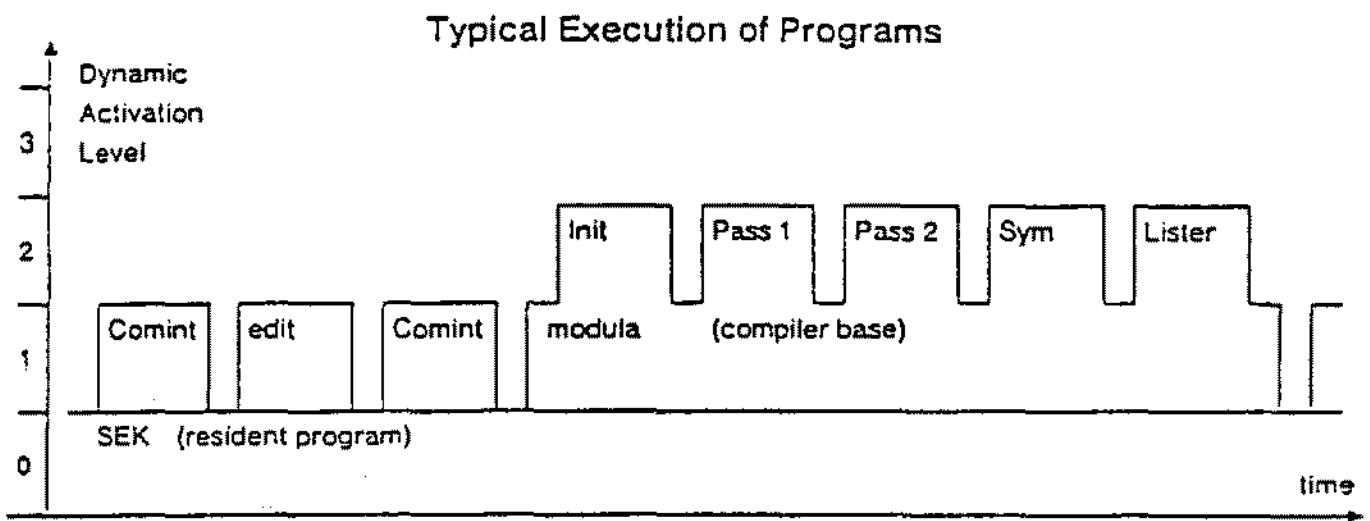 Typical Execution of Programs
Dynamic
Activation
Level
3
2
1
0
Init
Pass 1
Pass 2
Sym
Lister
Comint
edit
Comint
modula (compiler base)
SEK (resident program)
time